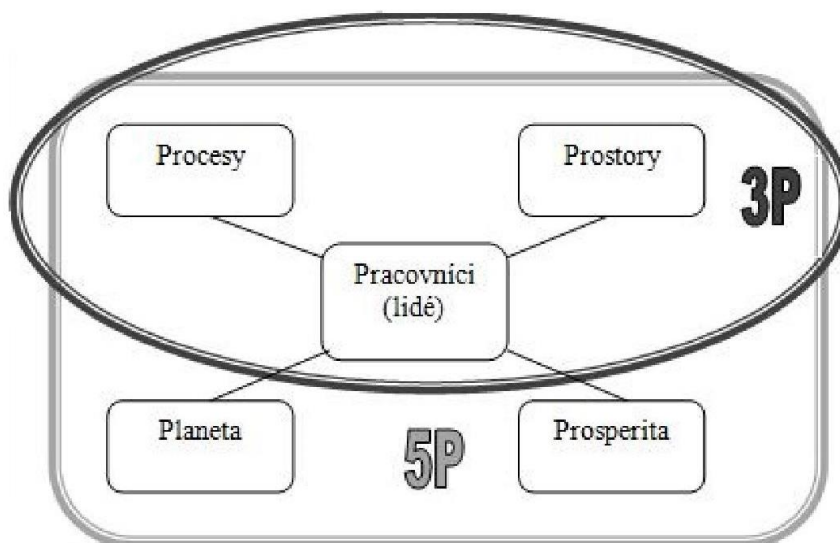 Procesy
Prostory
3P
Pracovníci
(lidé)
Planeta
5P
Prosperita